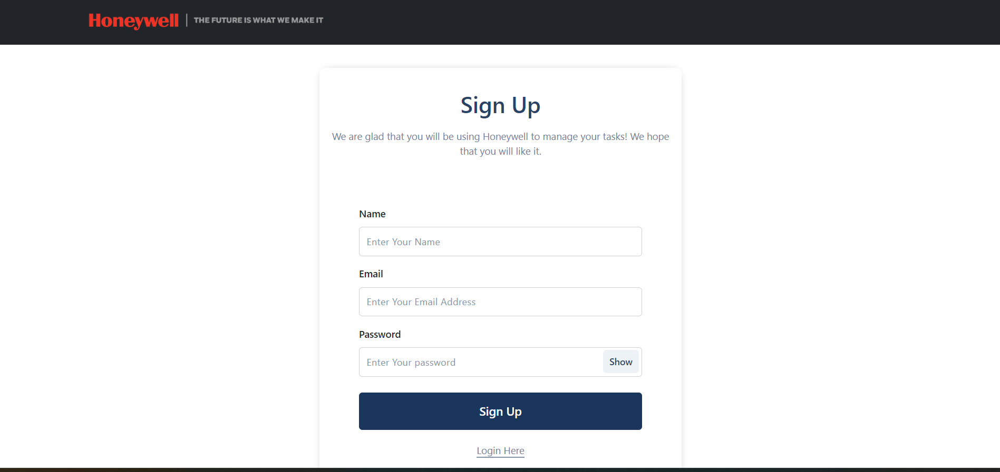 Honeywell | THE FUTURE IS WHAT WE MAKE IT
Sign Up
We are glad that you will be using Honeywell to manage your tasks! We hope
that you will like it.
Name
Enter Your Name
Email
Enter Your Email Address
Password
Enter Your password Show
Sign Up
Login Here